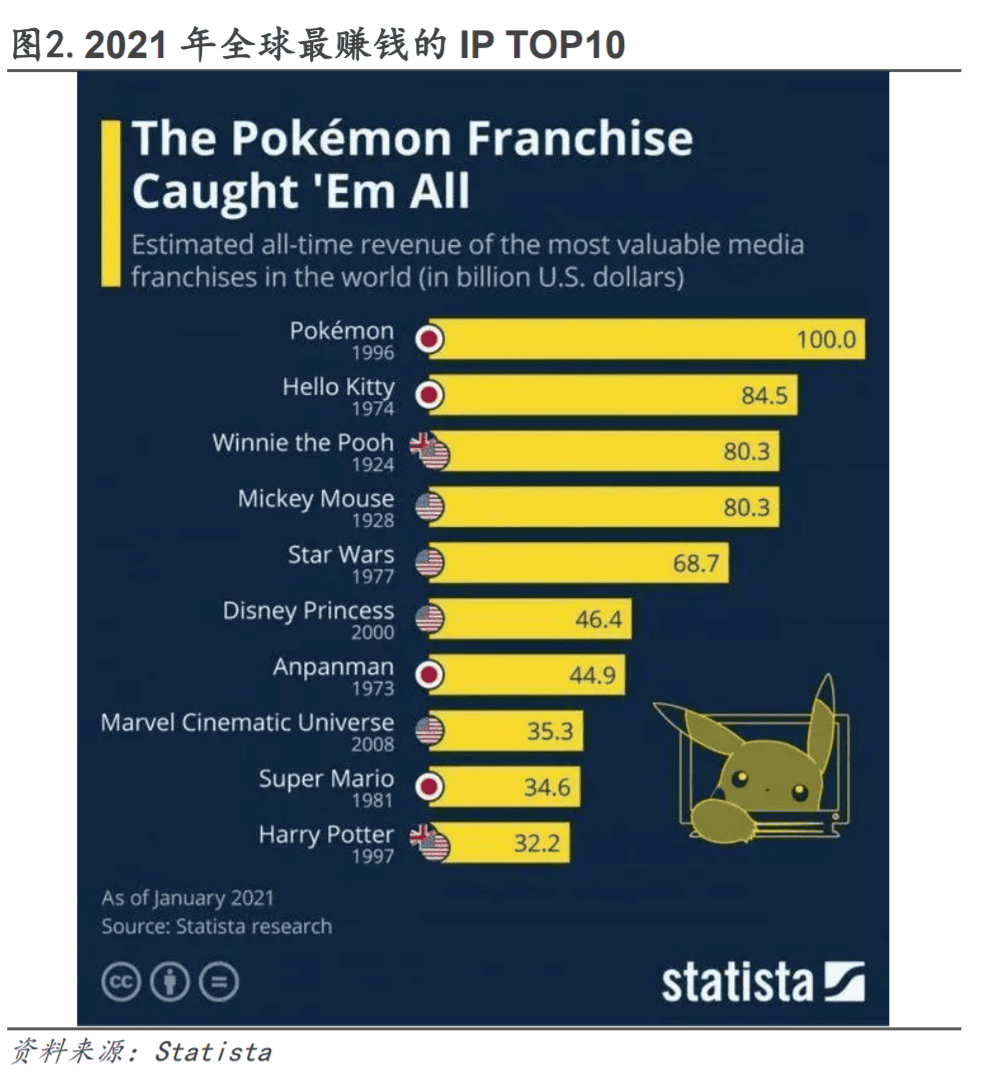 图2. 2021 年全球最赚钱的 IP TOP10
The Pokémon Franchise
Caught 'Em All
Estimated all-time revenue of the most valuable media
franchises in the world (in billion U.S. dollars)
Pokémon
1996
100.0
Hello Kitty
1974
84.5
Winnie the Pooh
1924
80.3
Mickey Mouse
1928
80.3
Star Wars
1977
68.7
Disney Princess
2000
46.4
Anpanman
1973
44.9
Marvel Cinematic Universe
2008
35.3
Super Mario
1981
34.6
Harry Potter
1997
32.2
As of January 2021
Source: Statista research
cc
statista
资料来源: Statista